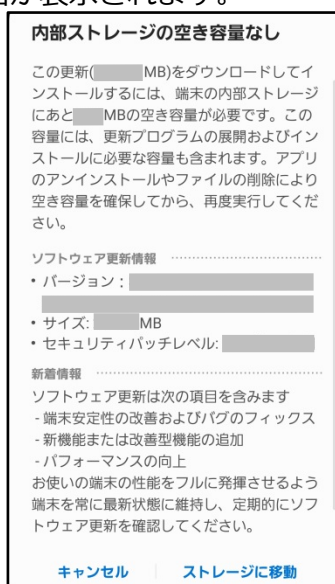 が表示されます。
内部ストレージの空き容量なし
この更新( MB)をダウンロードしてイ
ンストールするには、端末の内部ストレージ
にあと MBの空き容量が必要です。この
容量には、更新プログラムの展開およびイン
ストールに必要な容量も含まれます。アプリ
のアンインストールやファイルの削除により
空き容量を確保してから、再度実行してくだ
さい。
ソフトウェア更新情報
• バージョン :
• サイズ: MB
• セキュリティパッチレベル:
新着情報
ソフトウェア更新は次の項目を含みます
- 端末安定性の改善およびバグのフィックス
- 新機能または改善型機能の追加
- パフォーマンスの向上
お使いの端末の性能をフルに発揮させるよう
端末を常に最新状態に維持し、定期的にソフ
トウェア更新を確認してください。
キャンセル ストレージに移動